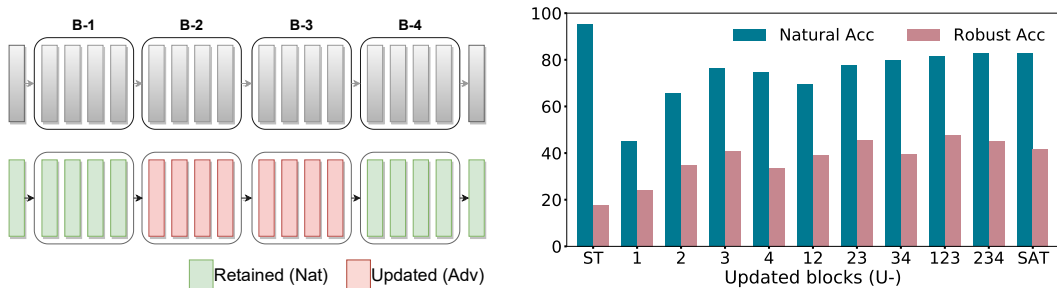 B-1 B-2 B-3 B-4
Retained (Nat) Updated (Adv)
100
80
60
40
20
0
Natural Acc Robust Acc
ST 1 2 3 4 12 23 34 123 234 SAT
Updated blocks (U-)